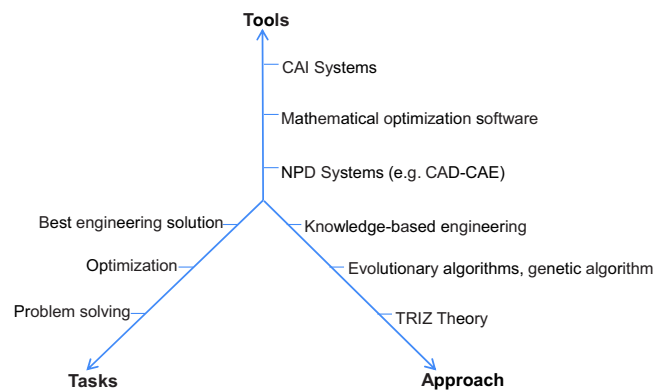 Tools
CAI Systems
Mathematical optimization software
NPD Systems (e.g. CAD-CAE)
Best engineering solution
Knowledge-based engineering
Optimization
Evolutionary algorithms, genetic algorithm
Problem solving
TRIZ Theory
Tasks
Approach